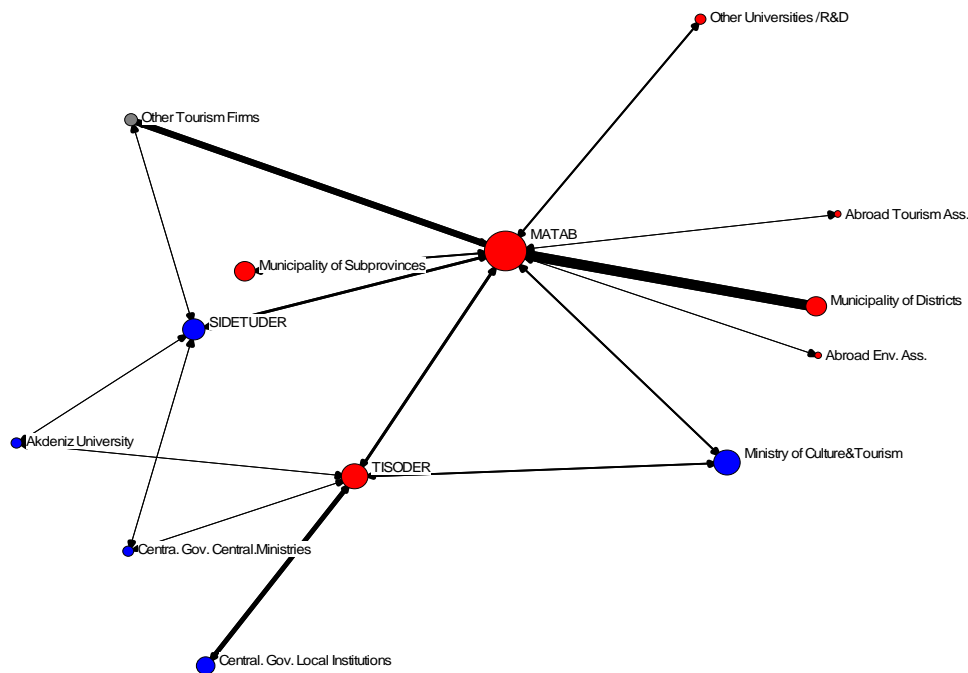 Other Universities /R&D
Other Tourism Firms
Abroad Tourism Ass.
MATAB
Municipality of Subprovinces
Municipality of Districts
SIDETUDER
Abroad Env. Ass.
Akdeniz University
Ministry of Culture&Tourism
TISODER
Centra. Gov. Central.Ministries
Central. Gov. Local Institutions